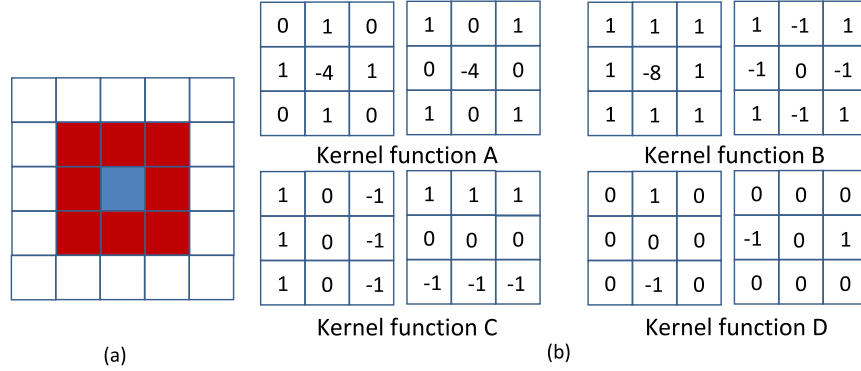 0 1 0 1 0 1 1 1 1 1 -1 1
1 -4 1 0 -4 0 1 -8 1 -1 0 -1
0 1 0 1 0 1 1 1 1 1 -1 1
Kernel function A Kernel function B
1 0 -1 1 1 1 0 1 0 0 0 0
1 0 -1 0 0 0 0 0 0 -1 0 1
1 0 -1 -1 -1 -1 0 -1 0 0 0 0
Kernel function C Kernel function D
(a) (b)